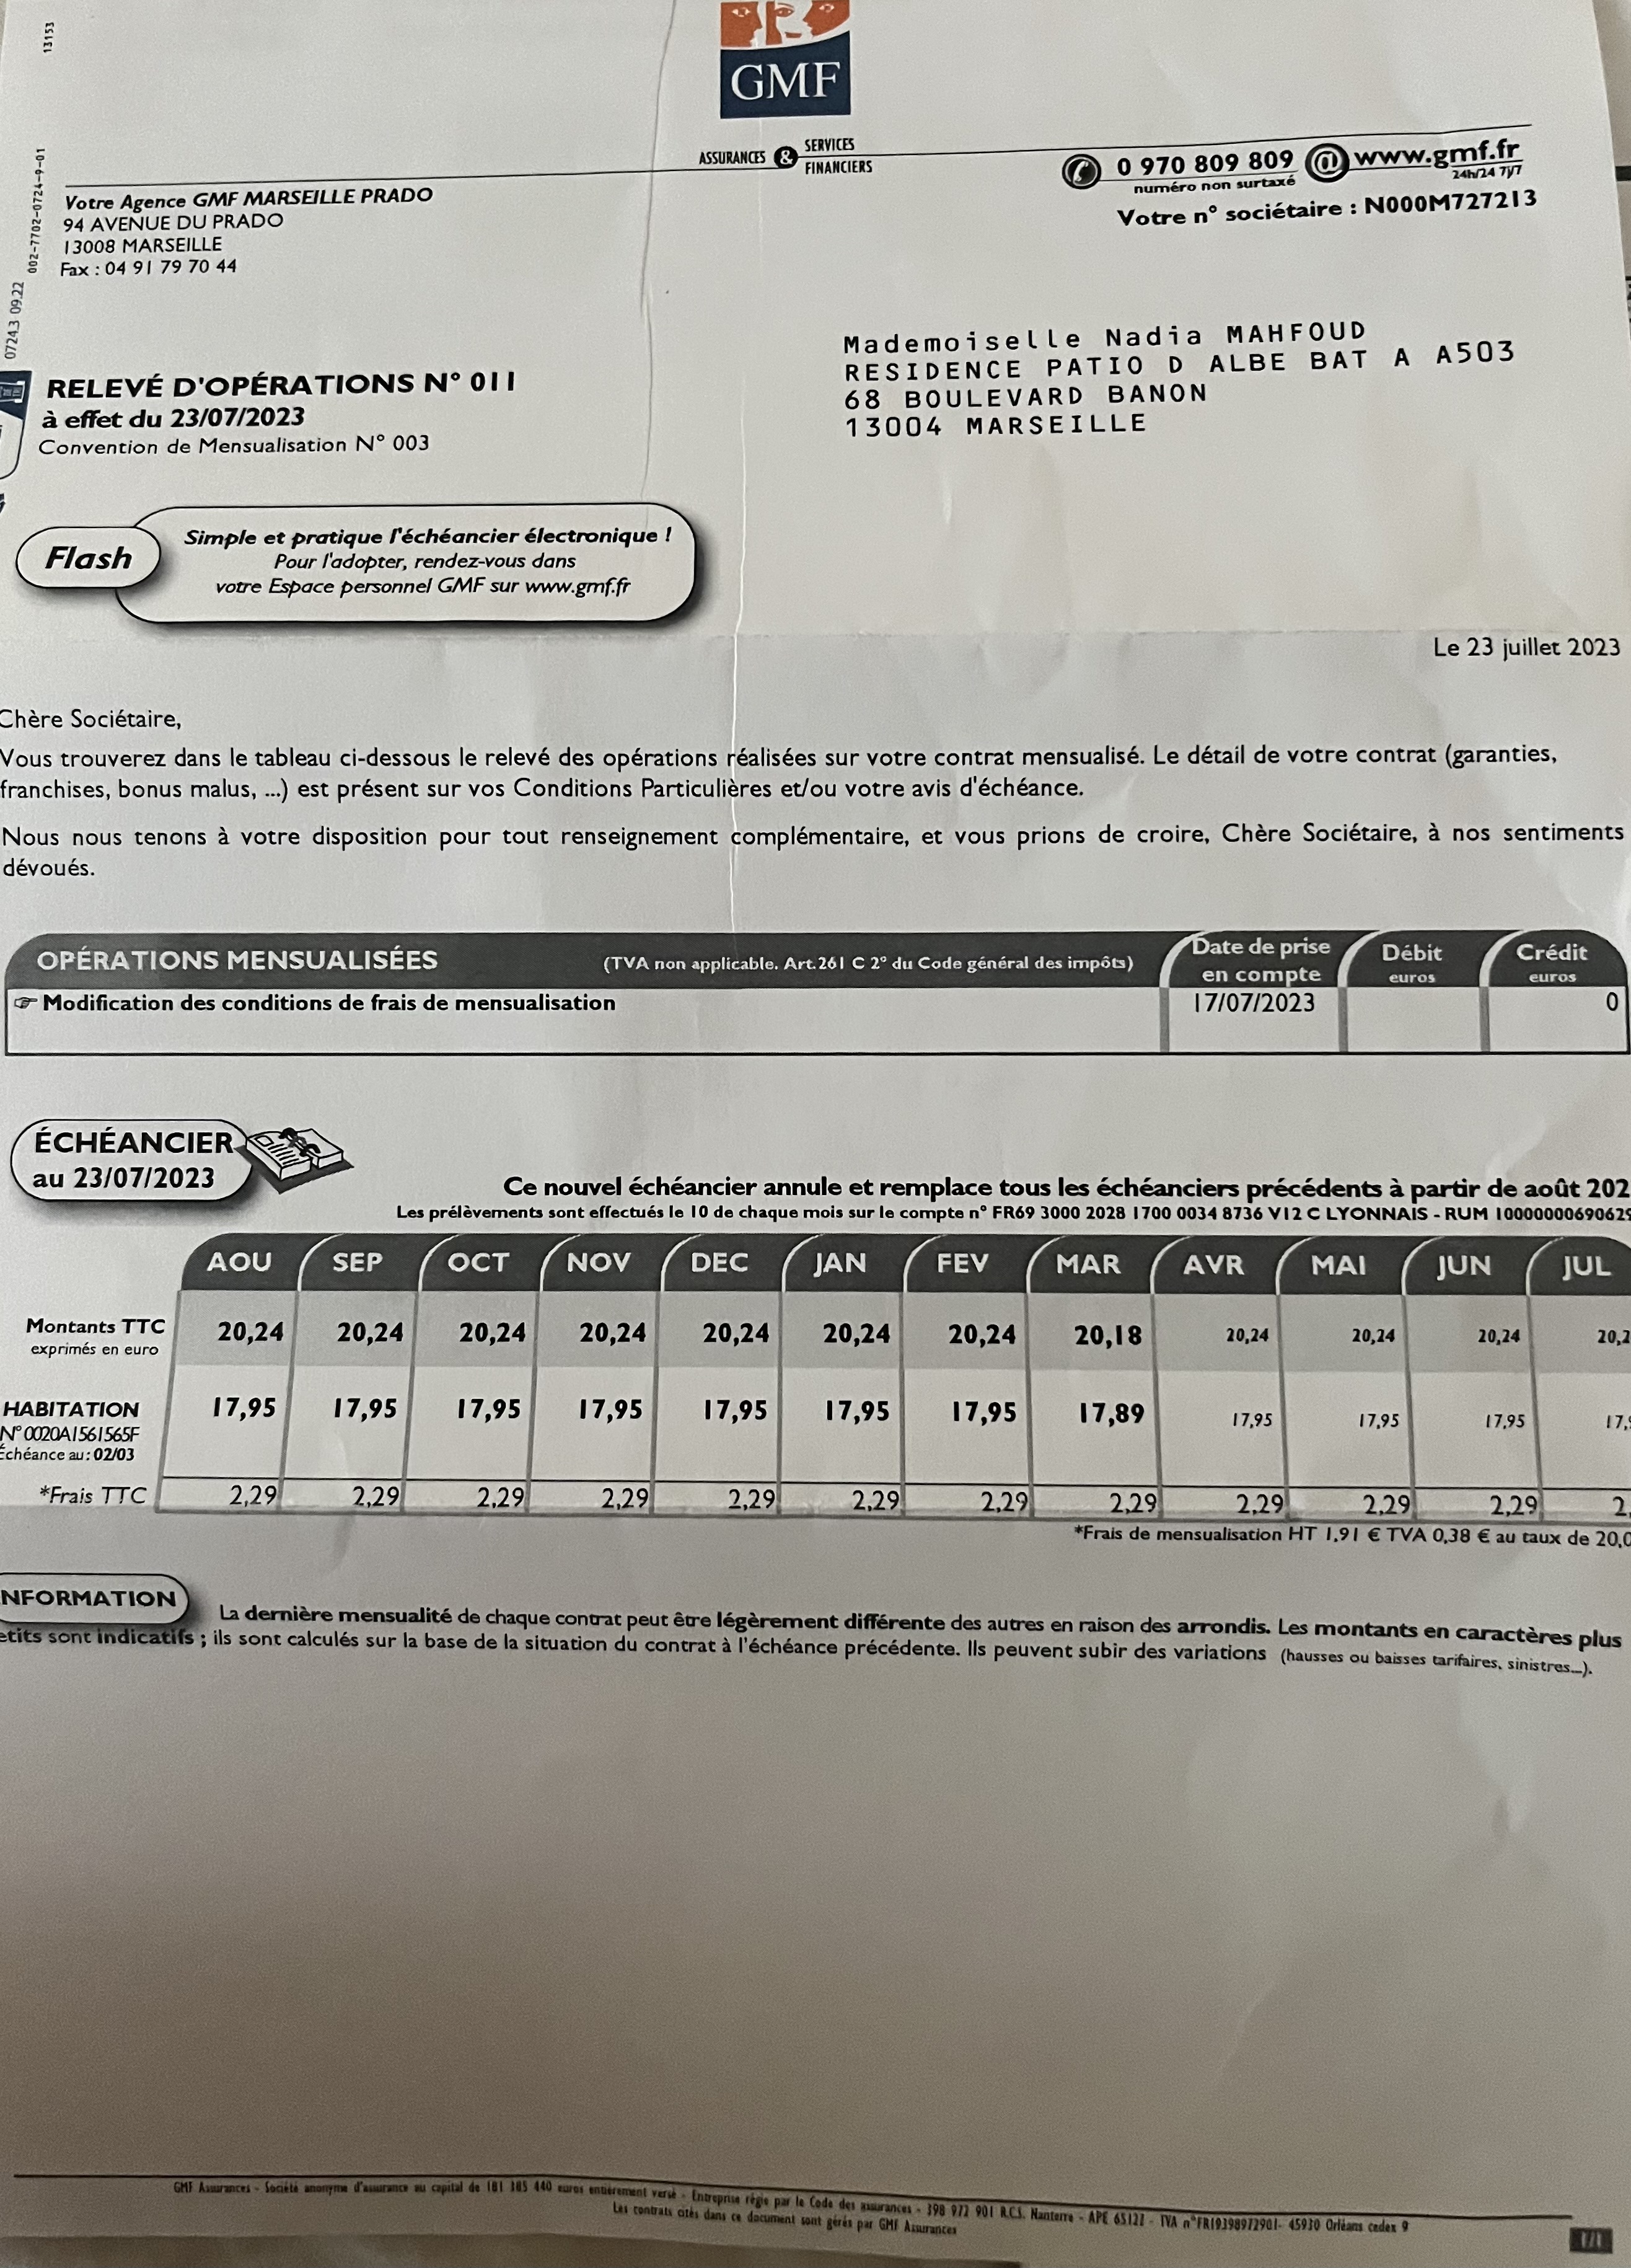 13153
GMF
ASSURANCES & SERVICES FINANCIERS
0 970 809 809 @ www.gmf.fr
numéro non surtaxé 24h/24 7j/7
Votre n° sociétaire : N000M727213
002-7702-0724-9-01
0724.3 09.22
Votre Agence GMF MARSEILLE PRADO
94 AVENUE DU PRADO
13008 MARSEILLE
Fax : 04 91 79 70 44
Mademoiselle Nadia MAHFOUD
RESIDENCE PATIO D ALBE BAT A A503
68 BOULEVARD BANON
13004 MARSEILLE
RELEVÉ D'OPÉRATIONS N° 011
à effet du 23/07/2023
Convention de Mensualisation N° 003
Flash
Simple et pratique l'échéancier électronique !
Pour l'adopter, rendez-vous dans
votre Espace personnel GMF sur www.gmf.fr
Le 23 juillet 2023
Chère Sociétaire,
Vous trouverez dans le tableau ci-dessous le relevé des opérations réalisées sur votre contrat mensualisé. Le détail de votre contrat (garanties,
franchises, bonus malus, ...) est présent sur vos Conditions Particulières et/ou votre avis d'échéance.
Nous nous tenons à votre disposition pour tout renseignement complémentaire, et vous prions de croire, Chère Sociétaire, à nos sentiments
dévoués.
OPÉRATIONS MENSUALISÉES (TVA non applicable. Art.261 C 2° du Code général des impôts) Date de prise en compte Débit euros Crédit euros
☞ Modification des conditions de frais de mensualisation 17/07/2023 0
ÉCHÉANCIER
au 23/07/2023
Ce nouvel échéancier annule et remplace tous les échéanciers précédents à partir de août 202
Les prélèvements sont effectués le 10 de chaque mois sur le compte n° FR69 3000 2028 1700 0034 8736 V12 C LYONNAIS - RUM 1000000069062
AOU SEP OCT NOV DEC JAN FEV MAR AVR MAI JUN JUL
Montants TTC 20,24 20,24 20,24 20,24 20,24 20,24 20,24 20,18 20,24 20,24 20,24 20,2
exprimés en euro
HABITATION 17,95 17,95 17,95 17,95 17,95 17,95 17,95 17,89 17,95 17,95 17,95 17,
N° 0020A1561565F
Échéance au : 02/03
*Frais TTC 2,29 2,29 2,29 2,29 2,29 2,29 2,29 2,29 2,29 2,29 2,29 2,
*Frais de mensualisation HT 1,91 € TVA 0,38 € au taux de 20,0
NFORMATION
La dernière mensualité de chaque contrat peut être légèrement différente des autres en raison des arrondis. Les montants en caractères plus
etits sont indicatifs ; ils sont calculés sur la base de la situation du contrat à l'échéance précédente. Ils peuvent subir des variations (hausses ou baisses tarifaires, sinistres...).
GMF Assurances - Société anonyme d'assurance au capital de 181 385 440 euros entièrement versé - Entreprise régie par le Code des assurances - 398 972 901 R.C.S. Nanterre - APE 6512Z - TVA n°FR19398972901- 45930 Orléans cedex 9
Les contrats cités dans ce document sont gérés par GMF Assurances
1/1